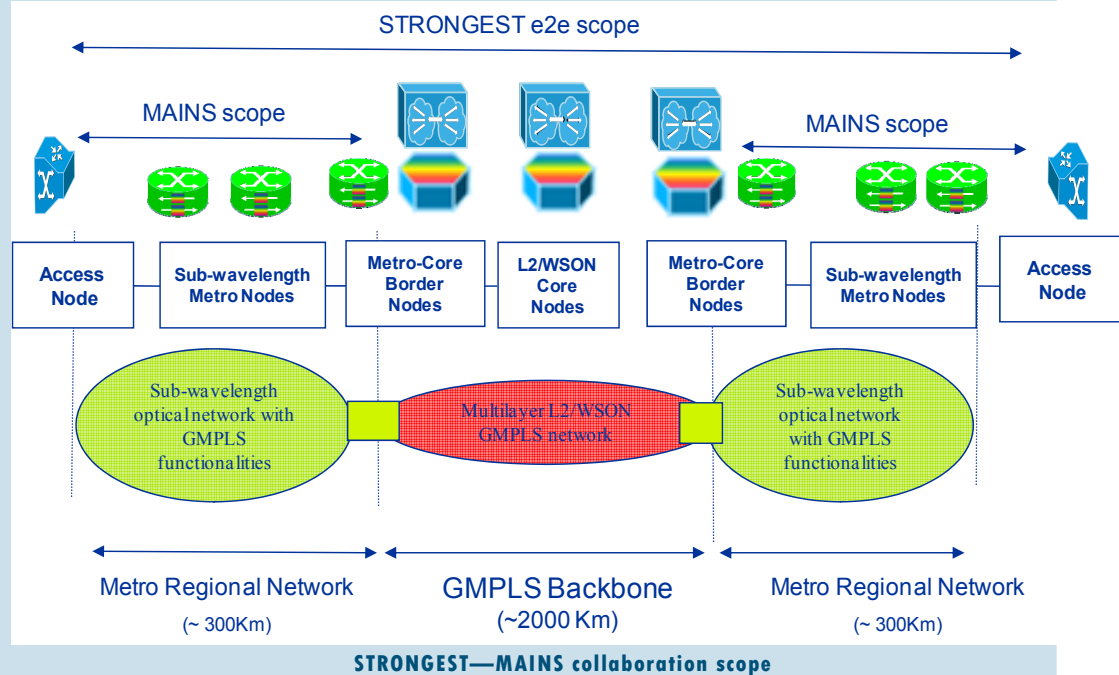 STRONGEST e2e scope
MAINS scope
MAINS scope
Access
Node
Sub-wavelength
Metro Nodes
Metro-Core
Border
Nodes
L2/WSON
Core
Nodes
Metro-Core
Border
Nodes
Sub-wavelength
Metro Nodes
Access
Node
Sub-wavelength
optical network with
GMPLS
functionalities
Multilayer L2/WSON
GMPLS network
Sub-wavelength
optical network
with GMPLS
functionalities
Metro Regional Network
(~ 300Km)
GMPLS Backbone
(~2000 Km)
Metro Regional Network
(~ 300Km)
STRONGEST—MAINS collaboration scope